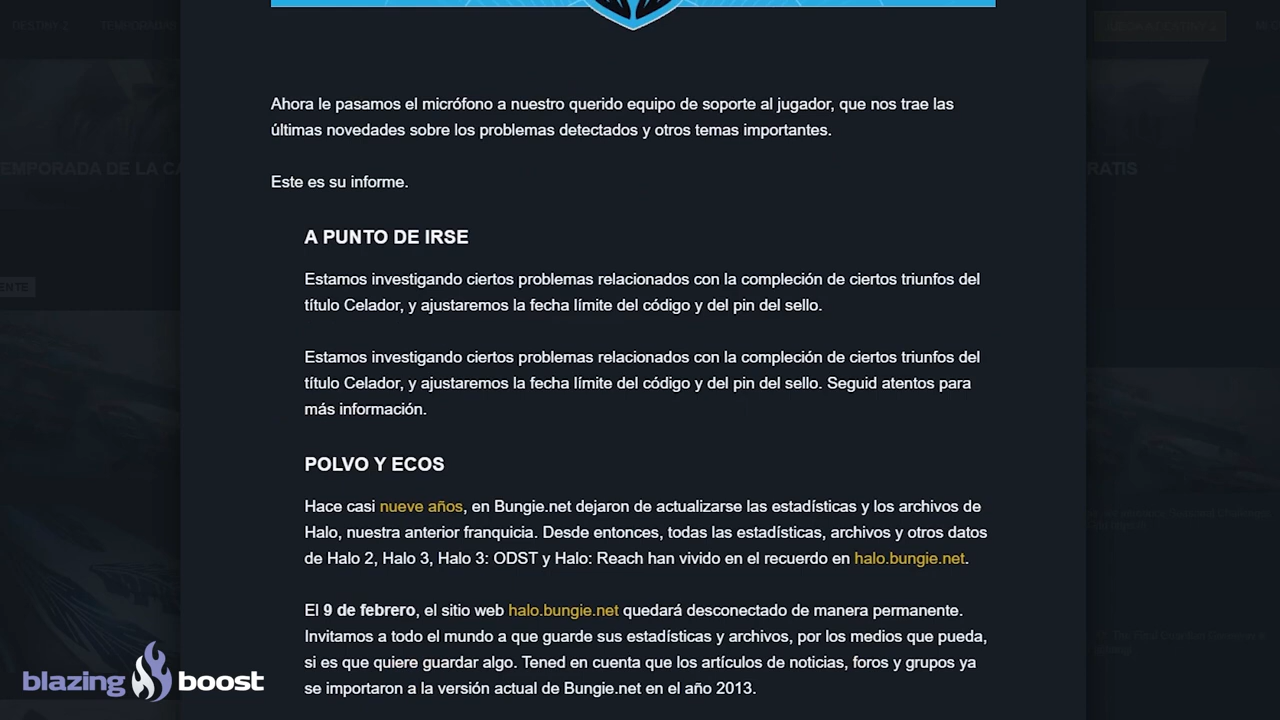 DESTINY 2
TEMPORADAS
EMPORADA DE LA CA
RATIS
ENTE
Ahora le pasamos el micrófono a nuestro querido equipo de soporte al jugador, que nos trae las
últimas novedades sobre los problemas detectados y otros temas importantes.
Este es su informe.
A PUNTO DE IRSE
Estamos investigando ciertos problemas relacionados con la compleción de ciertos triunfos del
título Celador, y ajustaremos la fecha límite del código y del pin del sello.
Estamos investigando ciertos problemas relacionados con la compleción de ciertos triunfos del
título Celador, y ajustaremos la fecha límite del código y del pin del sello. Seguid atentos para
más información.
POLVO Y ECOS
Hace casi nueve años, en Bungie.net dejaron de actualizarse las estadísticas y los archivos de
Halo, nuestra anterior franquicia. Desde entonces, todas las estadísticas, archivos y otros datos
de Halo 2, Halo 3, Halo 3: ODST y Halo: Reach han vivido en el recuerdo en halo.bungie.net.
El 9 de febrero, el sitio web halo.bungie.net quedará desconectado de manera permanente.
Invitamos a todo el mundo a que guarde sus estadísticas y archivos, por los medios que pueda,
si es que quiere guardar algo. Tened en cuenta que los artículos de noticias, foros y grupos ya
se importaron a la versión actual de Bungie.net en el año 2013.
blazing boost